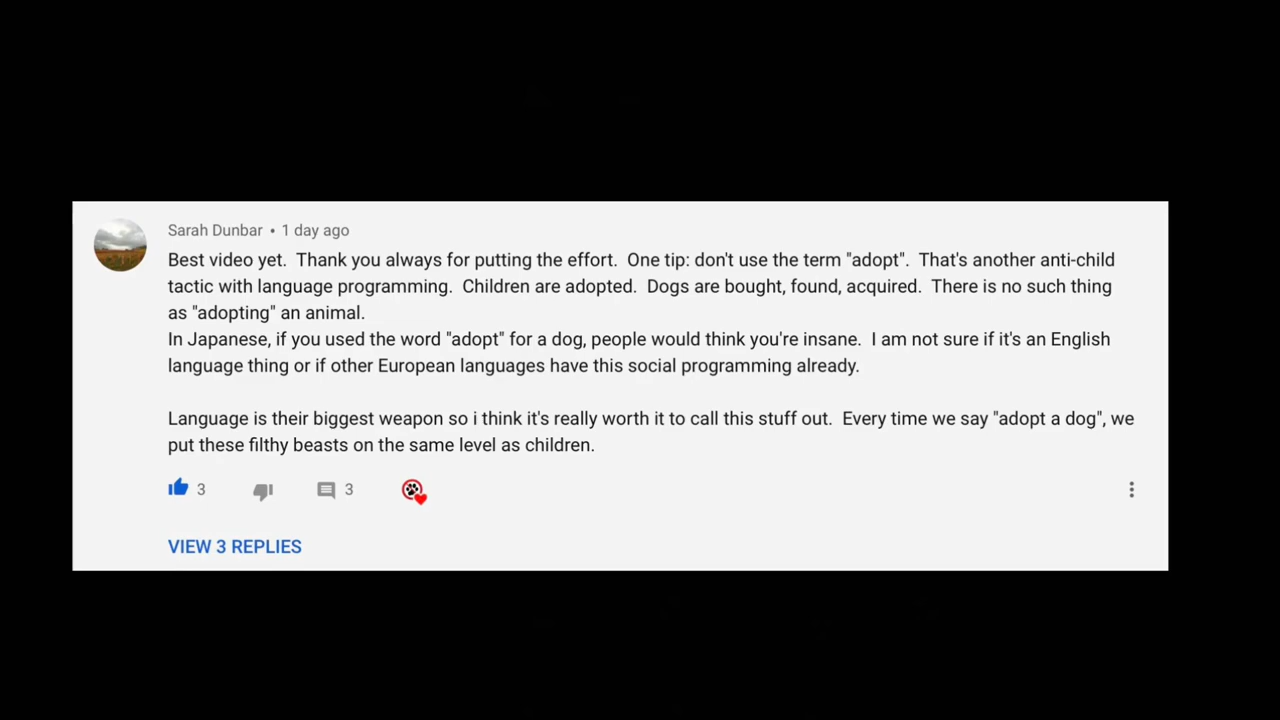 Sarah Dunbar • 1 day ago
Best video yet.  Thank you always for putting the effort.  One tip: don't use the term "adopt".  That's another anti-child
tactic with language programming.  Children are adopted.  Dogs are bought, found, acquired.  There is no such thing
as "adopting" an animal.
In Japanese, if you used the word "adopt" for a dog, people would think you're insane.  I am not sure if it's an English
language thing or if other European languages have this social programming already.
Language is their biggest weapon so i think it's really worth it to call this stuff out.  Every time we say "adopt a dog", we
put these filthy beasts on the same level as children.
3 3
VIEW 3 REPLIES